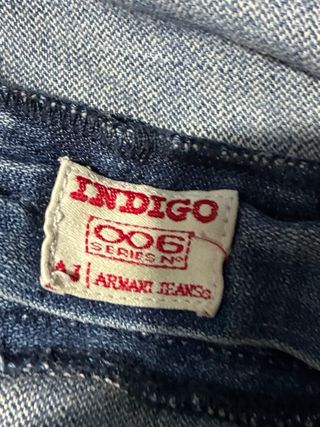 INDIGO
006
SERIES Nº
AJ | ARMANI JEANS®